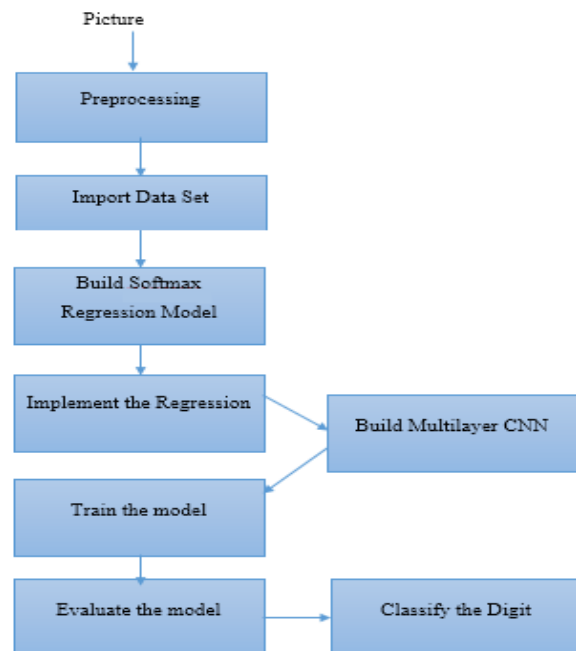 Picture
Preprocessing
Import Data Set
Build Softmax
Regression Model
Implement the Regression
Build Multilayer CNN
Train the model
Evaluate the model
Classify the Digit